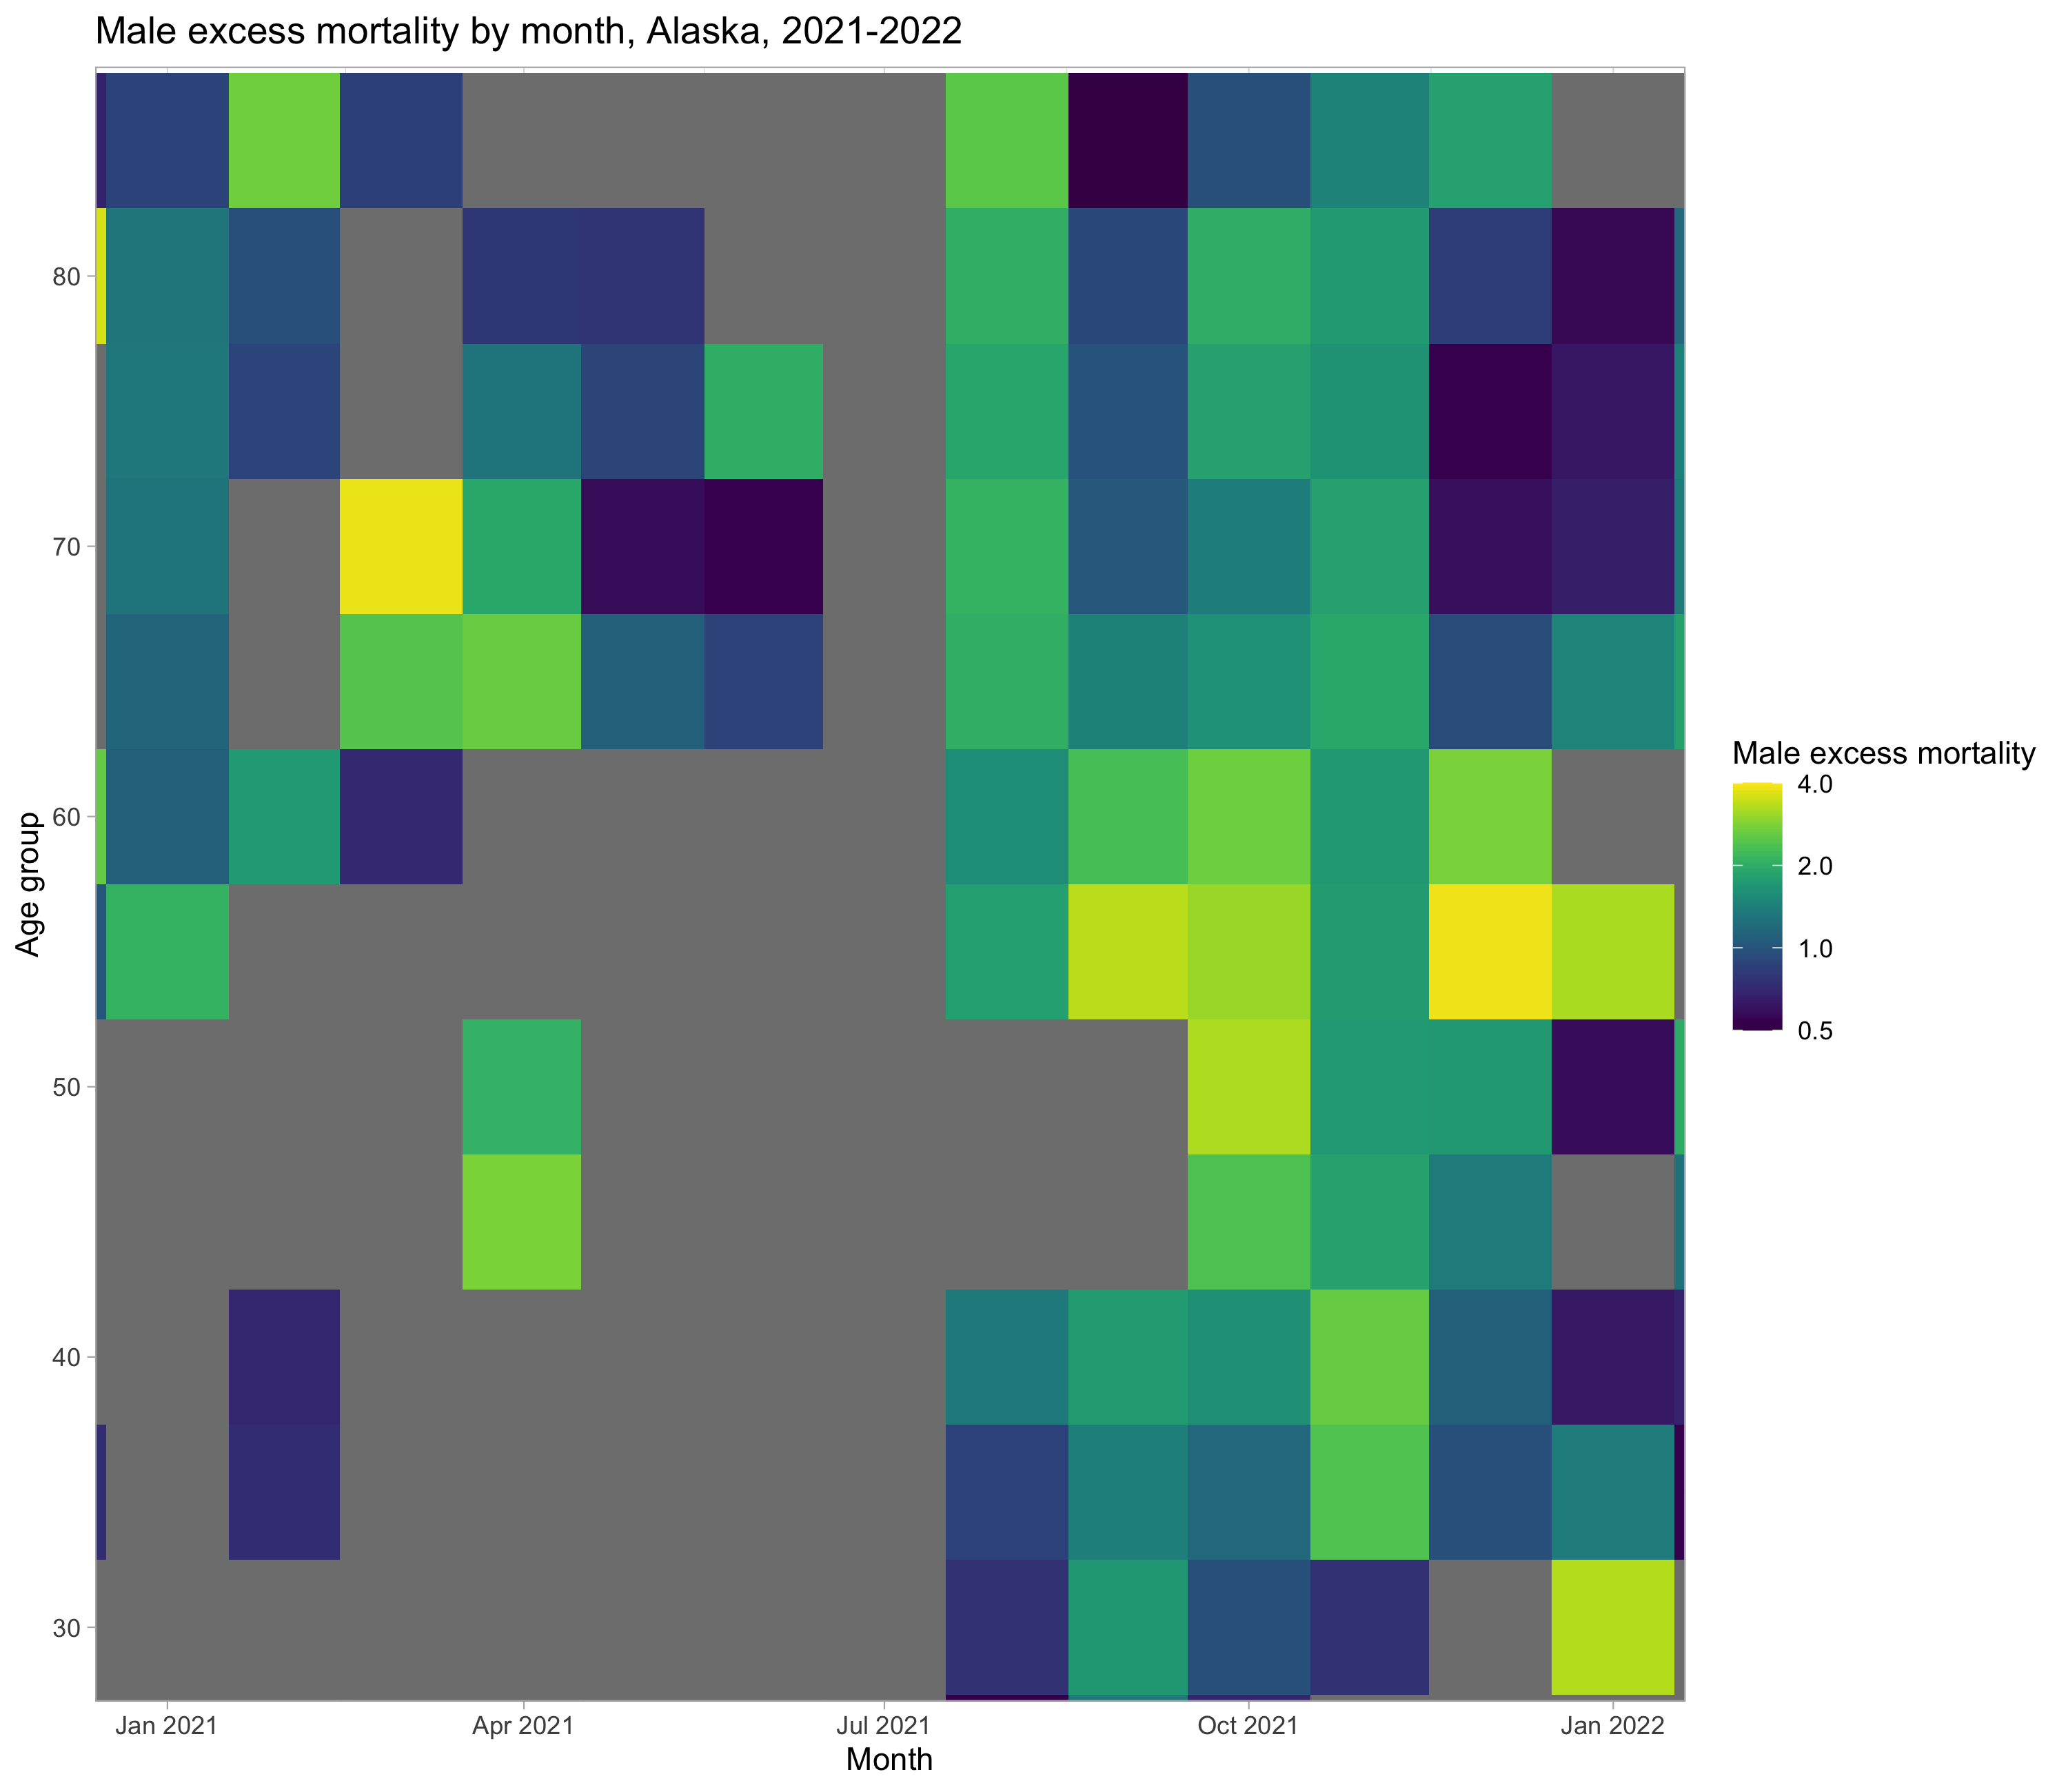 Male excess mortality by month, Alaska, 2021-2022
80
70
60
50
40
30
Age group
Jan 2021
Apr 2021
Jul 2021
Oct 2021
Jan 2022
Month
Male excess mortality
4.0
2.0
1.0
0.5